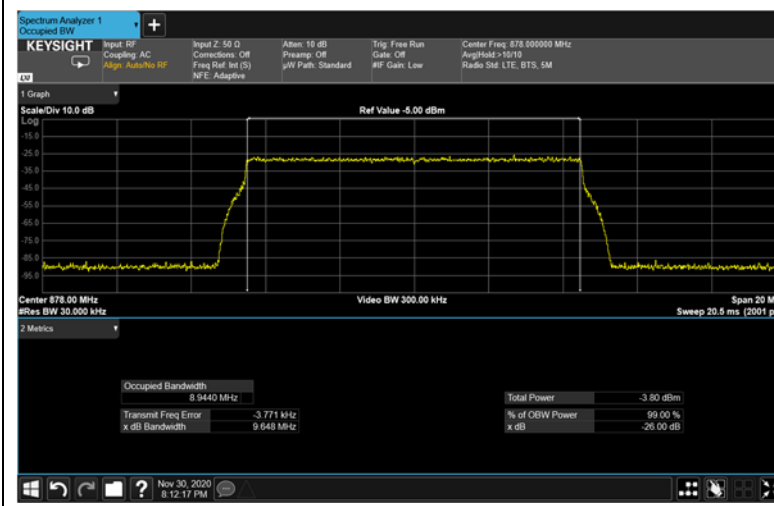 Spectrum Analyzer 1
Occupied BW
+
KEYSIGHT
Input: RF
Coupling: AC
Align: Auto/No RF
Input Z: 50 Ω
Corrections: Off
Freq Ref: Int (S)
NFE: Adaptive
Atten: 10 dB
Preamp: Off
µW Path: Standard
Trig: Free Run
Gate: Off
#IF Gain: Low
Center Freq: 878.000000 MHz
Avg|Hold:>10/10
Radio Std: LTE, BTS, 5M
LXI
1 Graph
Scale/Div 10.0 dB
Ref Value -5.00 dBm
Log
-15.0
-25.0
-35.0
-45.0
-55.0
-65.0
-75.0
-85.0
-95.0
Center 878.00 MHz
Video BW 300.00 kHz
Span 20 M
#Res BW 30.000 kHz
Sweep 20.5 ms (2001 p
2 Metrics
Occupied Bandwidth
8.9440 MHz
Total Power -3.80 dBm
Transmit Freq Error -3.771 kHz
% of OBW Power 99.00 %
x dB Bandwidth 9.648 MHz
x dB -26.00 dB
?
Nov 30, 2020
8:12:17 PM